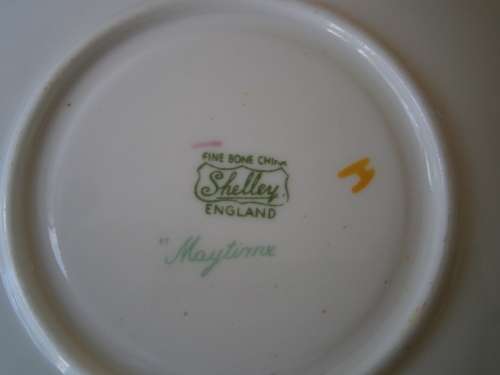 FINE BONE CHINA
Shelley
ENGLAND
"Maytime
H